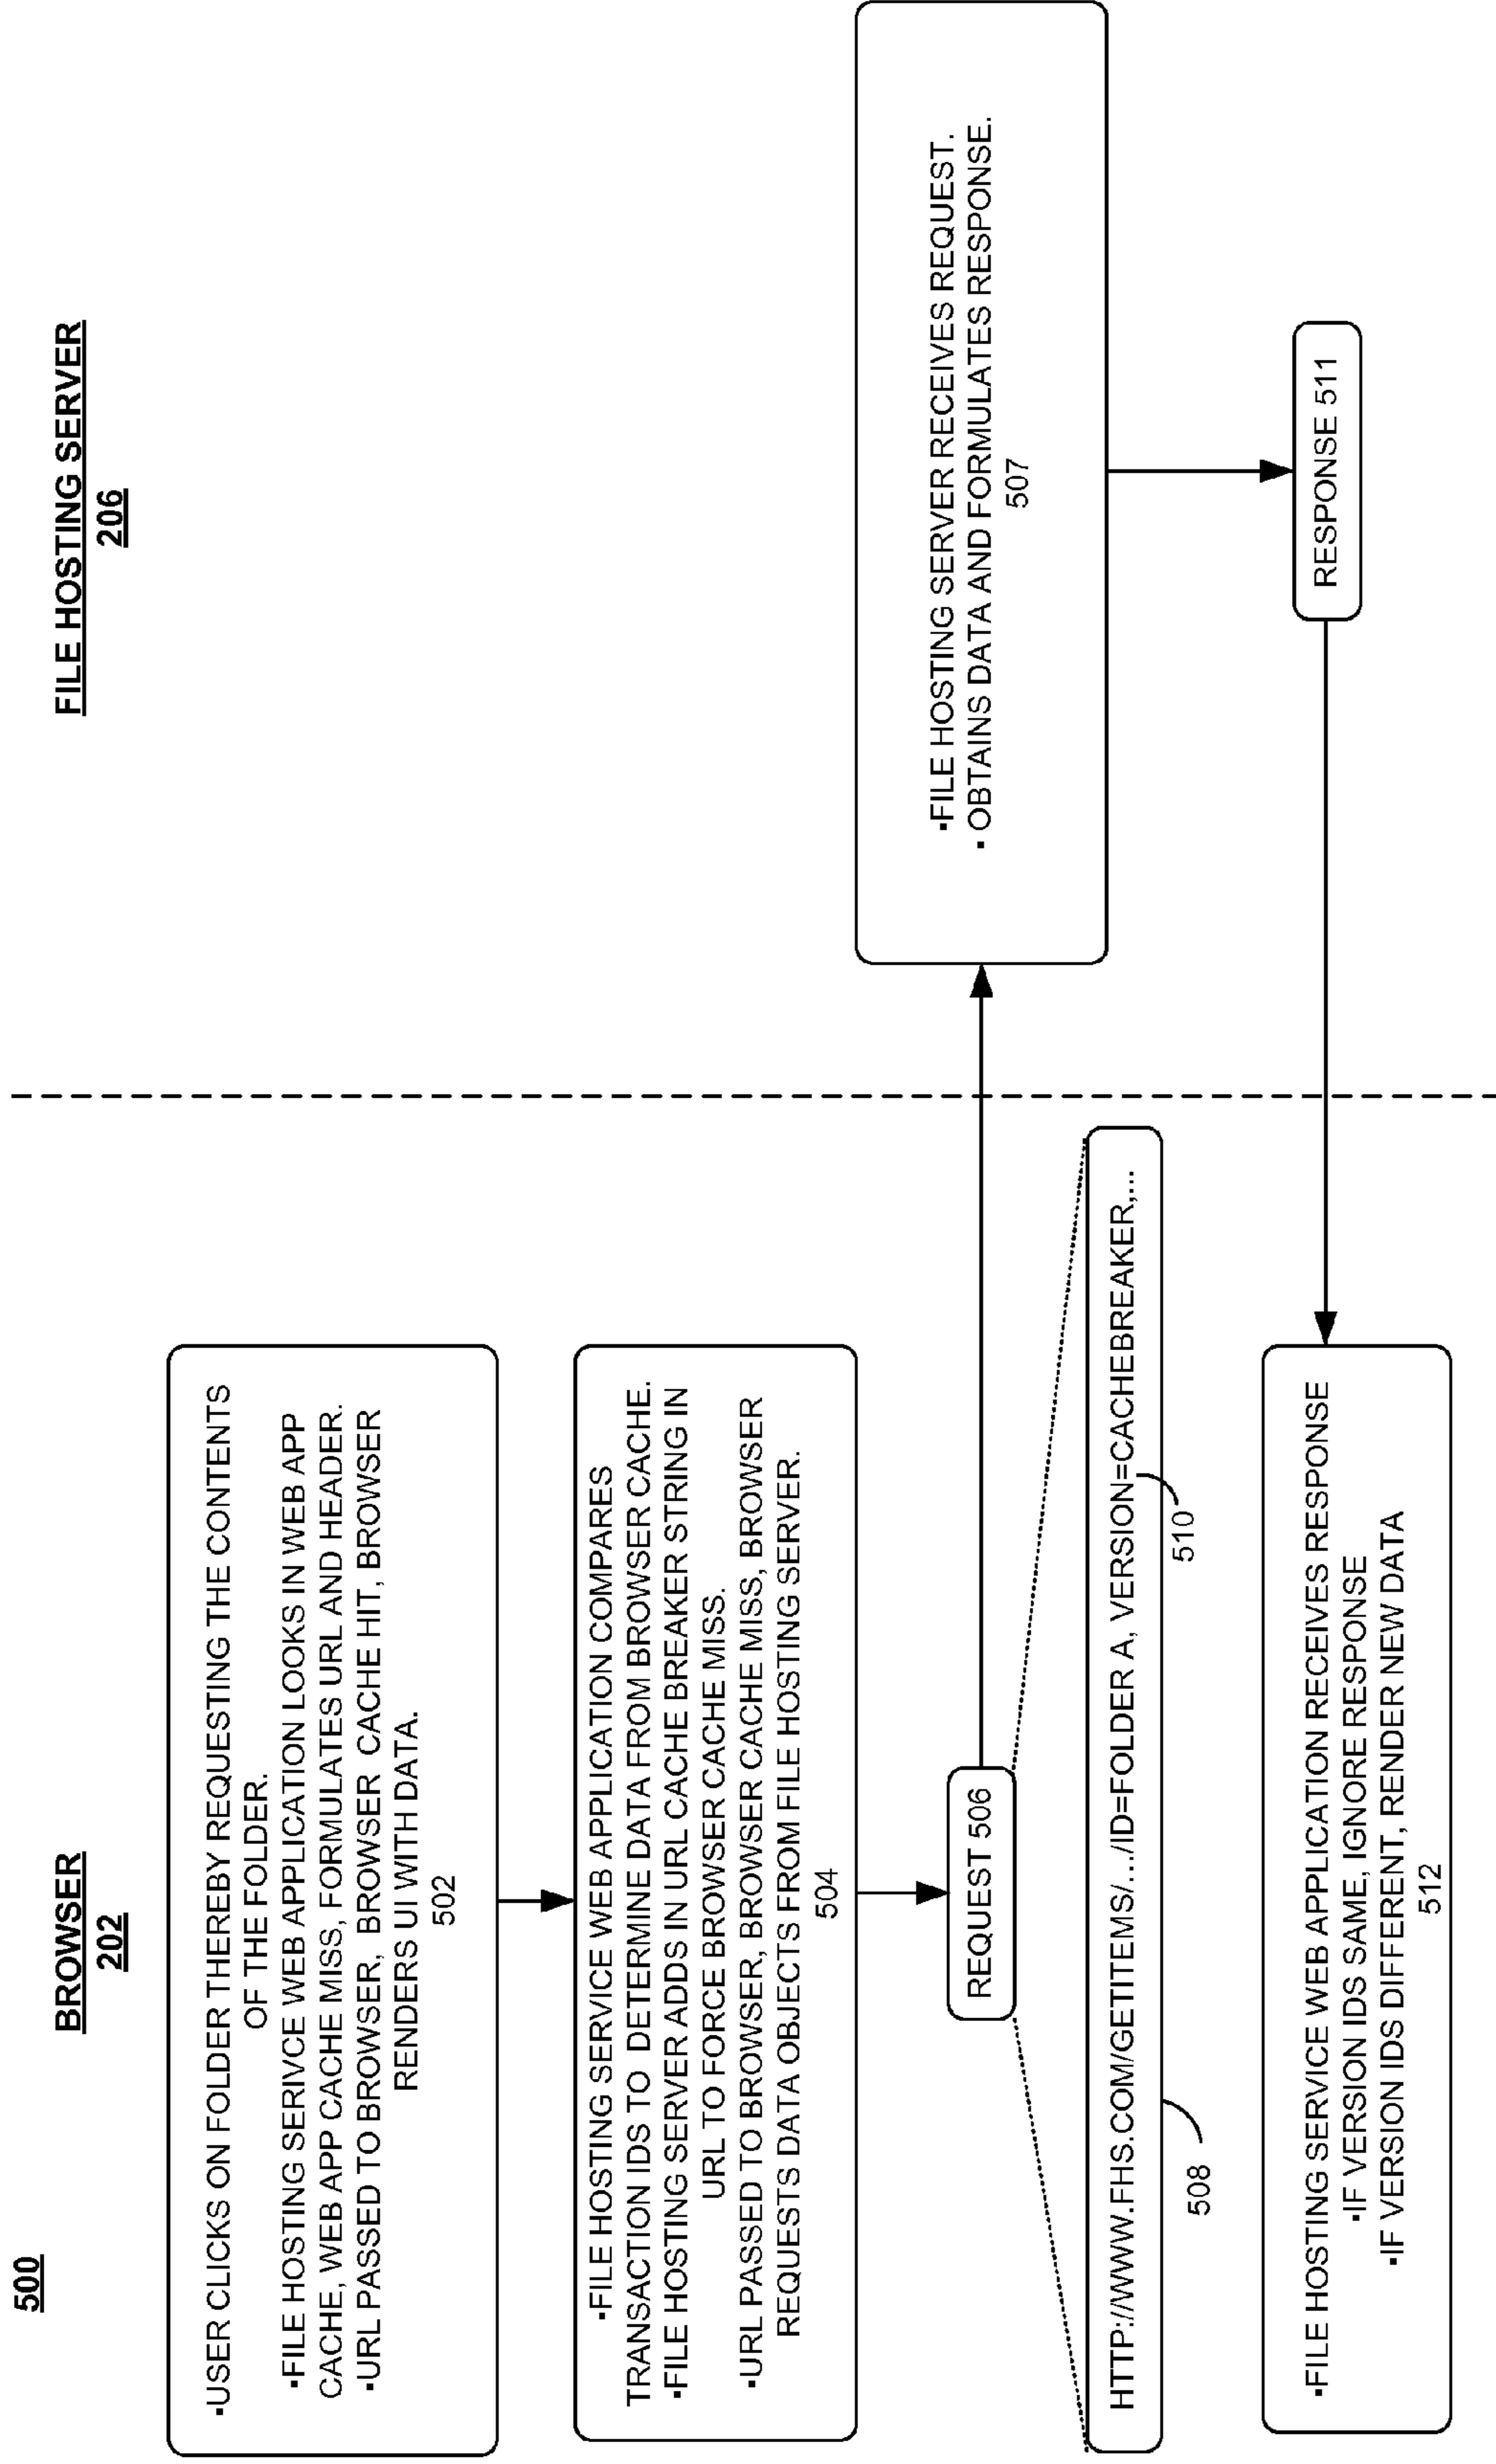 500
BROWSER
202
FILE HOSTING SERVER
206
▪USER CLICKS ON FOLDER THEREBY REQUESTING THE CONTENTS
OF THE FOLDER.
▪FILE HOSTING SERIVCE WEB APPLICATION LOOKS IN WEB APP
CACHE, WEB APP CACHE MISS, FORMULATES URL AND HEADER.
▪URL PASSED TO BROWSER, BROWSER CACHE HIT, BROWSER
RENDERS UI WITH DATA.
502
▪FILE HOSTING SERVICE WEB APPLICATION COMPARES
TRANSACTION IDS TO DETERMINE DATA FROM BROWSER CACHE.
▪FILE HOSTING SERVER ADDS IN URL CACHE BREAKER STRING IN
URL TO FORCE BROWSER CACHE MISS.
▪URL PASSED TO BROWSER, BROWSER CACHE MISS, BROWSER
REQUESTS DATA OBJECTS FROM FILE HOSTING SERVER.
504
REQUEST 506
▪FILE HOSTING SERVER RECEIVES REQUEST.
▪ OBTAINS DATA AND FORMULATES RESPONSE.
507
HTTP://WWW.FHS.COM/GETITEMS/.../ID=FOLDER A, VERSION=CACHEBREAKER,...
508
510
RESPONSE 511
▪FILE HOSTING SERVICE WEB APPLICATION RECEIVES RESPONSE
▪IF VERSION IDS SAME, IGNORE RESPONSE
▪IF VERSION IDS DIFFERENT, RENDER NEW DATA
512